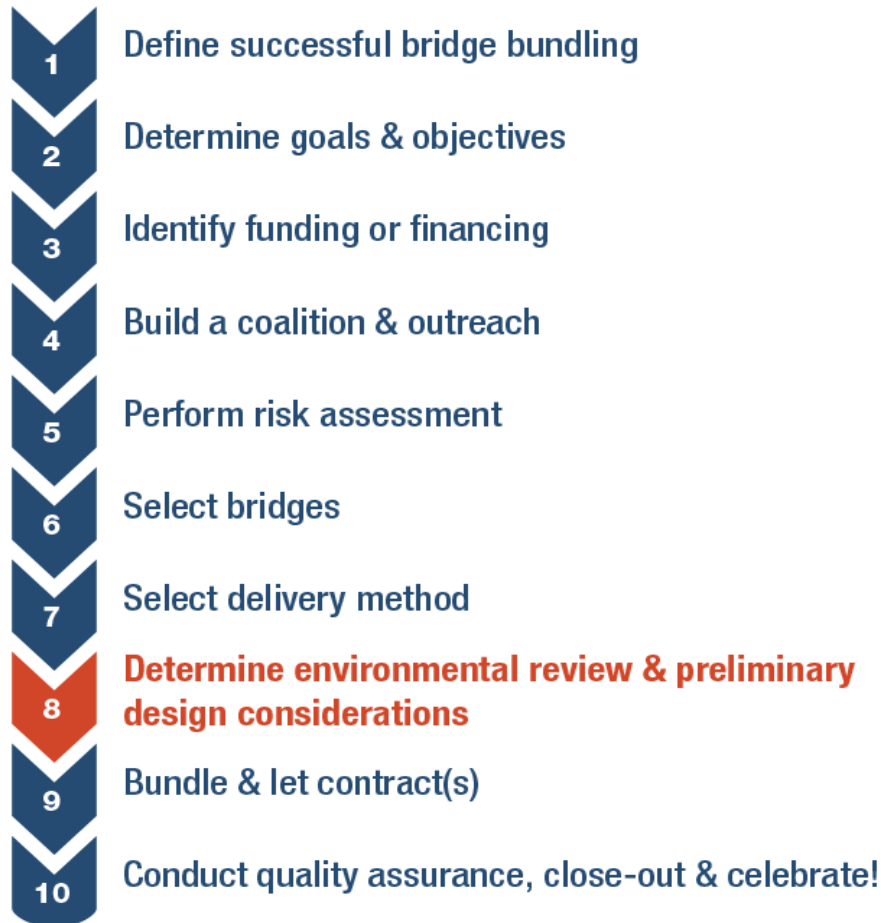 1 Define successful bridge bundling
2 Determine goals & objectives
3 Identify funding or financing
4 Build a coalition & outreach
5 Perform risk assessment
6 Select bridges
7 Select delivery method
8 Determine environmental review & preliminary
design considerations
9 Bundle & let contract(s)
10 Conduct quality assurance, close-out & celebrate!